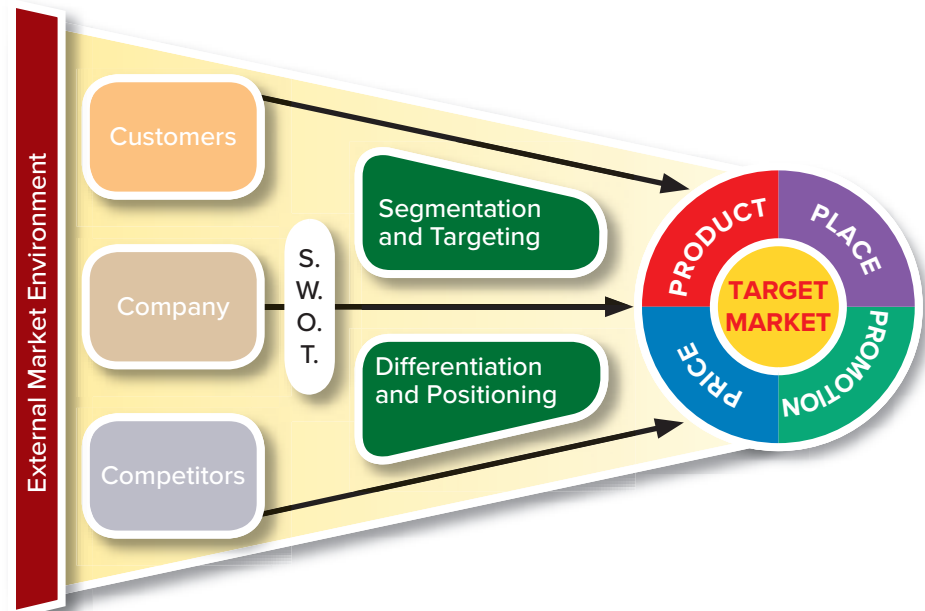 External Market Environment
Customers
Company
Competitors
S.
W.
O.
T.
Segmentation
and Targeting
Differentiation
and Positioning
PRODUCT
PLACE
PRICE
PROMOTION
TARGET
MARKET